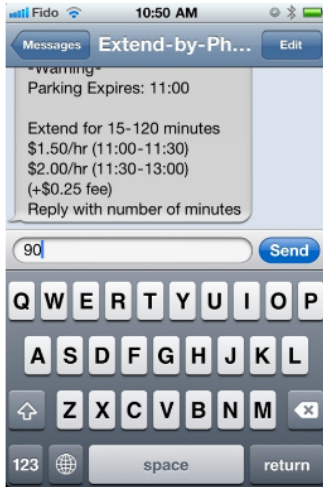 Fido 10:50 AM
Messages Extend-by-Ph... Edit
-Warning-
Parking Expires: 11:00
Extend for 15-120 minutes
$1.50/hr (11:00-11:30)
$2.00/hr (11:30-13:00)
(+$0.25 fee)
Reply with number of minutes
90 Send
Q W E R T Y U I O P
A S D F G H J K L
Z X C V B N M
123 space return